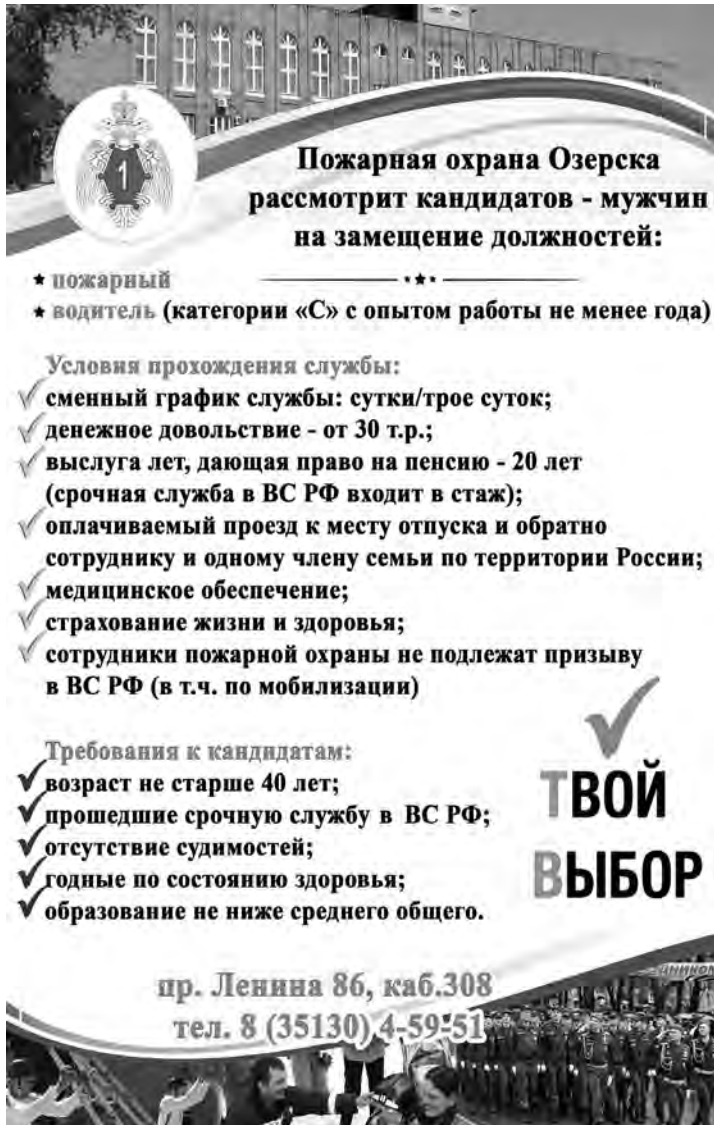 1
Пожарная охрана Озерска
рассмотрит кандидатов - мужчин
на замещение должностей:
пожарный
водитель (категории «С» с опытом работы не менее года)
Условия прохождения службы:
сменный график службы: сутки/трое суток;
денежное довольствие - от 30 т.р.;
выслуга лет, дающая право на пенсию - 20 лет
(срочная служба в ВС РФ входит в стаж);
оплачиваемый проезд к месту отпуска и обратно
сотруднику и одному члену семьи по территории России;
медицинское обеспечение;
страхование жизни и здоровья;
сотрудники пожарной охраны не подлежат призыву
в ВС РФ (в т.ч. по мобилизации)
Требования к кандидатам:
возраст не старше 40 лет;
прошедшие срочную службу в ВС РФ;
отсутствие судимостей;
годные по состоянию здоровья;
образование не ниже среднего общего.
ТВОЙ
ВЫБОР
пр. Ленина 86, каб.308
тел. 8 (35130) 4-59-51